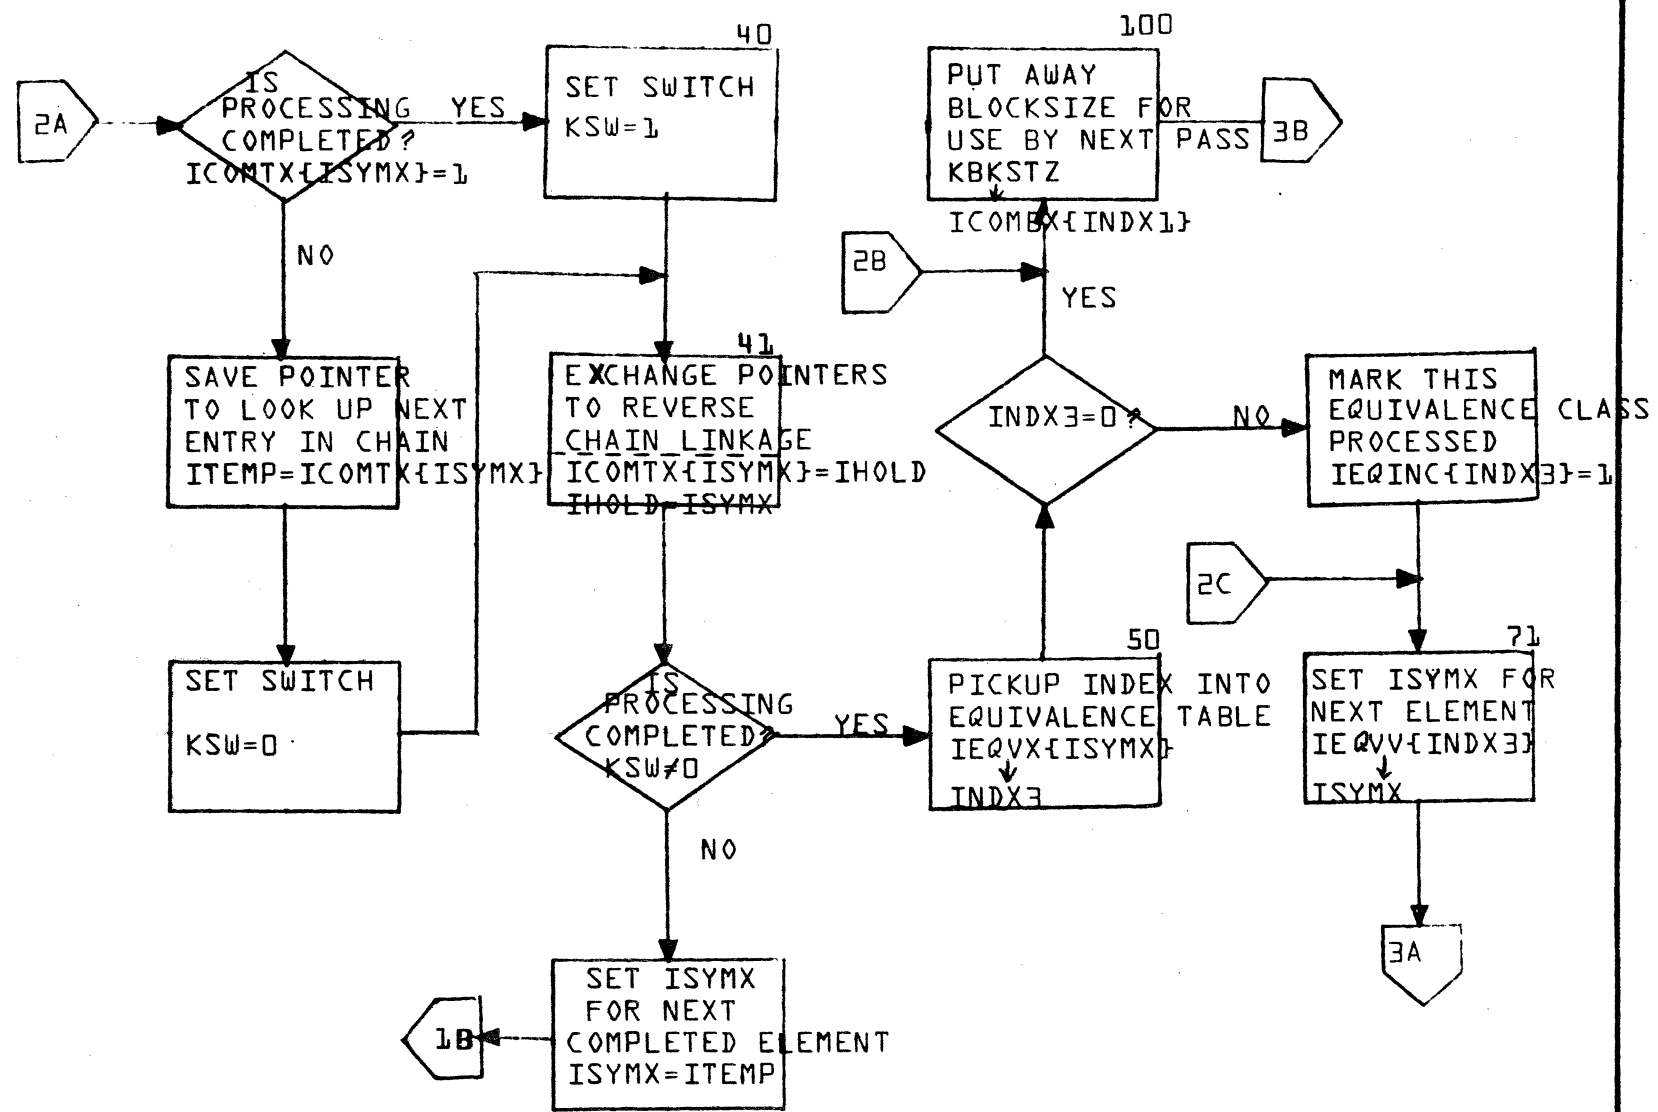 2A
IS
PROCESSING
COMPLETED?
ICOMTX{ISYMX}=1
YES
NO
40
SET SWITCH
KSW=1
SAVE POINTER
TO LOOK UP NEXT
ENTRY IN CHAIN
ITEMP=ICOMTX{ISYMX}
SET SWITCH
KSW=0
41
EXCHANGE POINTERS
TO REVERSE
CHAIN LINKAGE
ICOMTX{ISYMX}=IHOLD
IHOLD=ISYMX
IS
PROCESSING
COMPLETED?
KSW≠0
YES
NO
SET ISYMX
FOR NEXT
COMPLETED ELEMENT
ISYMX=ITEMP
1B
50
PICKUP INDEX INTO
EQUIVALENCE TABLE
IEQVX{ISYMX}
↓
INDX3
INDX3=0?
YES
NO
2B
100
PUT AWAY
BLOCKSIZE FOR
USE BY NEXT PASS
KBKSTZ
↓
ICOMBX{INDX1}
3B
MARK THIS
EQUIVALENCE CLASS
PROCESSED
IEQINC{INDX3}=1
2C
71
SET ISYMX FOR
NEXT ELEMENT
IEQVV{INDX3}
↓
ISYMX
3A